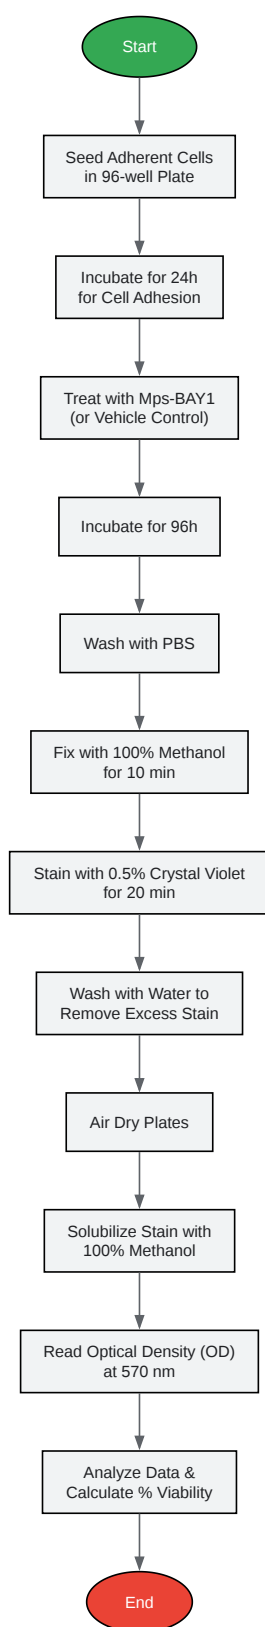 Start
Seed Adherent Cells
in 96-well Plate
Incubate for 24h
for Cell Adhesion
Treat with Mps-BAY1
(or Vehicle Control)
Incubate for 96h
Wash with PBS
Fix with 100% Methanol
for 10 min
Stain with 0.5% Crystal Violet
for 20 min
Wash with Water to
Remove Excess Stain
Air Dry Plates
Solubilize Stain with
100% Methanol
Read Optical Density (OD)
at 570 nm
Analyze Data &
Calculate % Viability
End